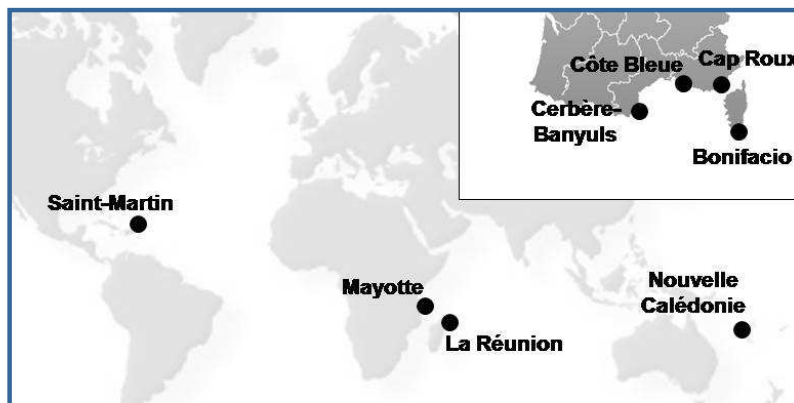 Côte Bleue
Cap Roux
Cerbère-
Banyuls
Bonifacio
Saint-Martin
Mayotte
La Réunion
Nouvelle
Calédonie